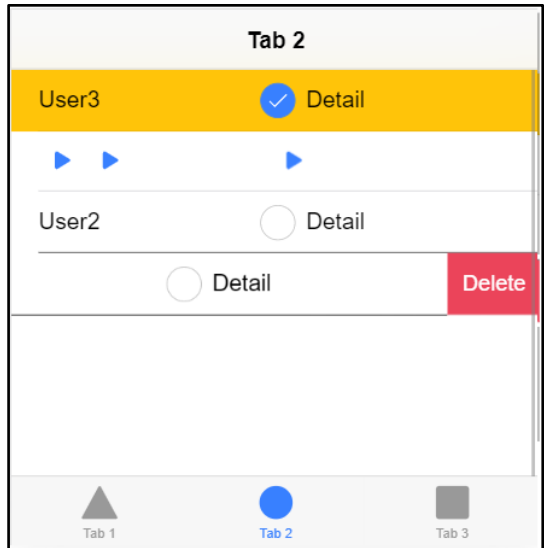 Tab 2
User3 Detail
User2 Detail
Detail Delete
Tab 1 Tab 2 Tab 3